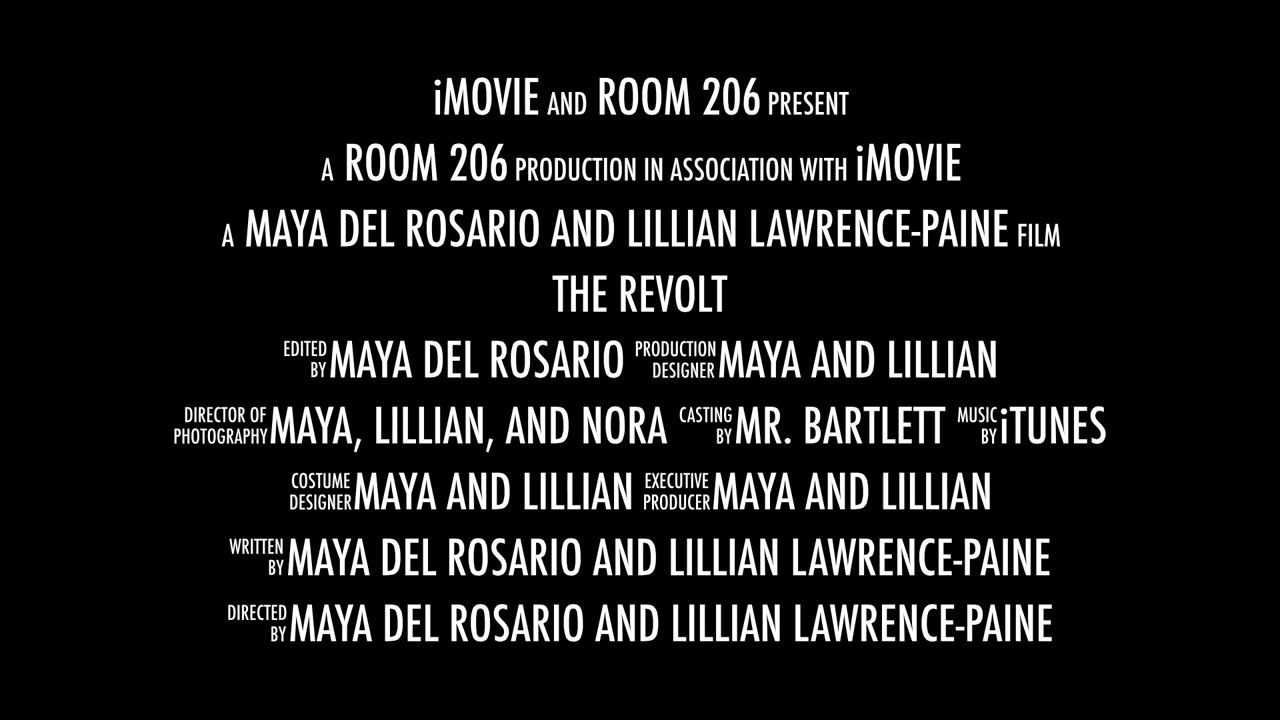 iMOVIE AND ROOM 206 PRESENT
A ROOM 206 PRODUCTION IN ASSOCIATION WITH iMOVIE
A MAYA DEL ROSARIO AND LILLIAN LAWRENCE-PAINE FILM
THE REVOLT
EDITED BY MAYA DEL ROSARIO PRODUCTION DESIGNER MAYA AND LILLIAN
DIRECTOR OF PHOTOGRAPHY MAYA, LILLIAN, AND NORA CASTING BY MR. BARTLETT MUSIC BY iTUNES
COSTUME DESIGNER MAYA AND LILLIAN EXECUTIVE PRODUCER MAYA AND LILLIAN
WRITTEN BY MAYA DEL ROSARIO AND LILLIAN LAWRENCE-PAINE
DIRECTED BY MAYA DEL ROSARIO AND LILLIAN LAWRENCE-PAINE